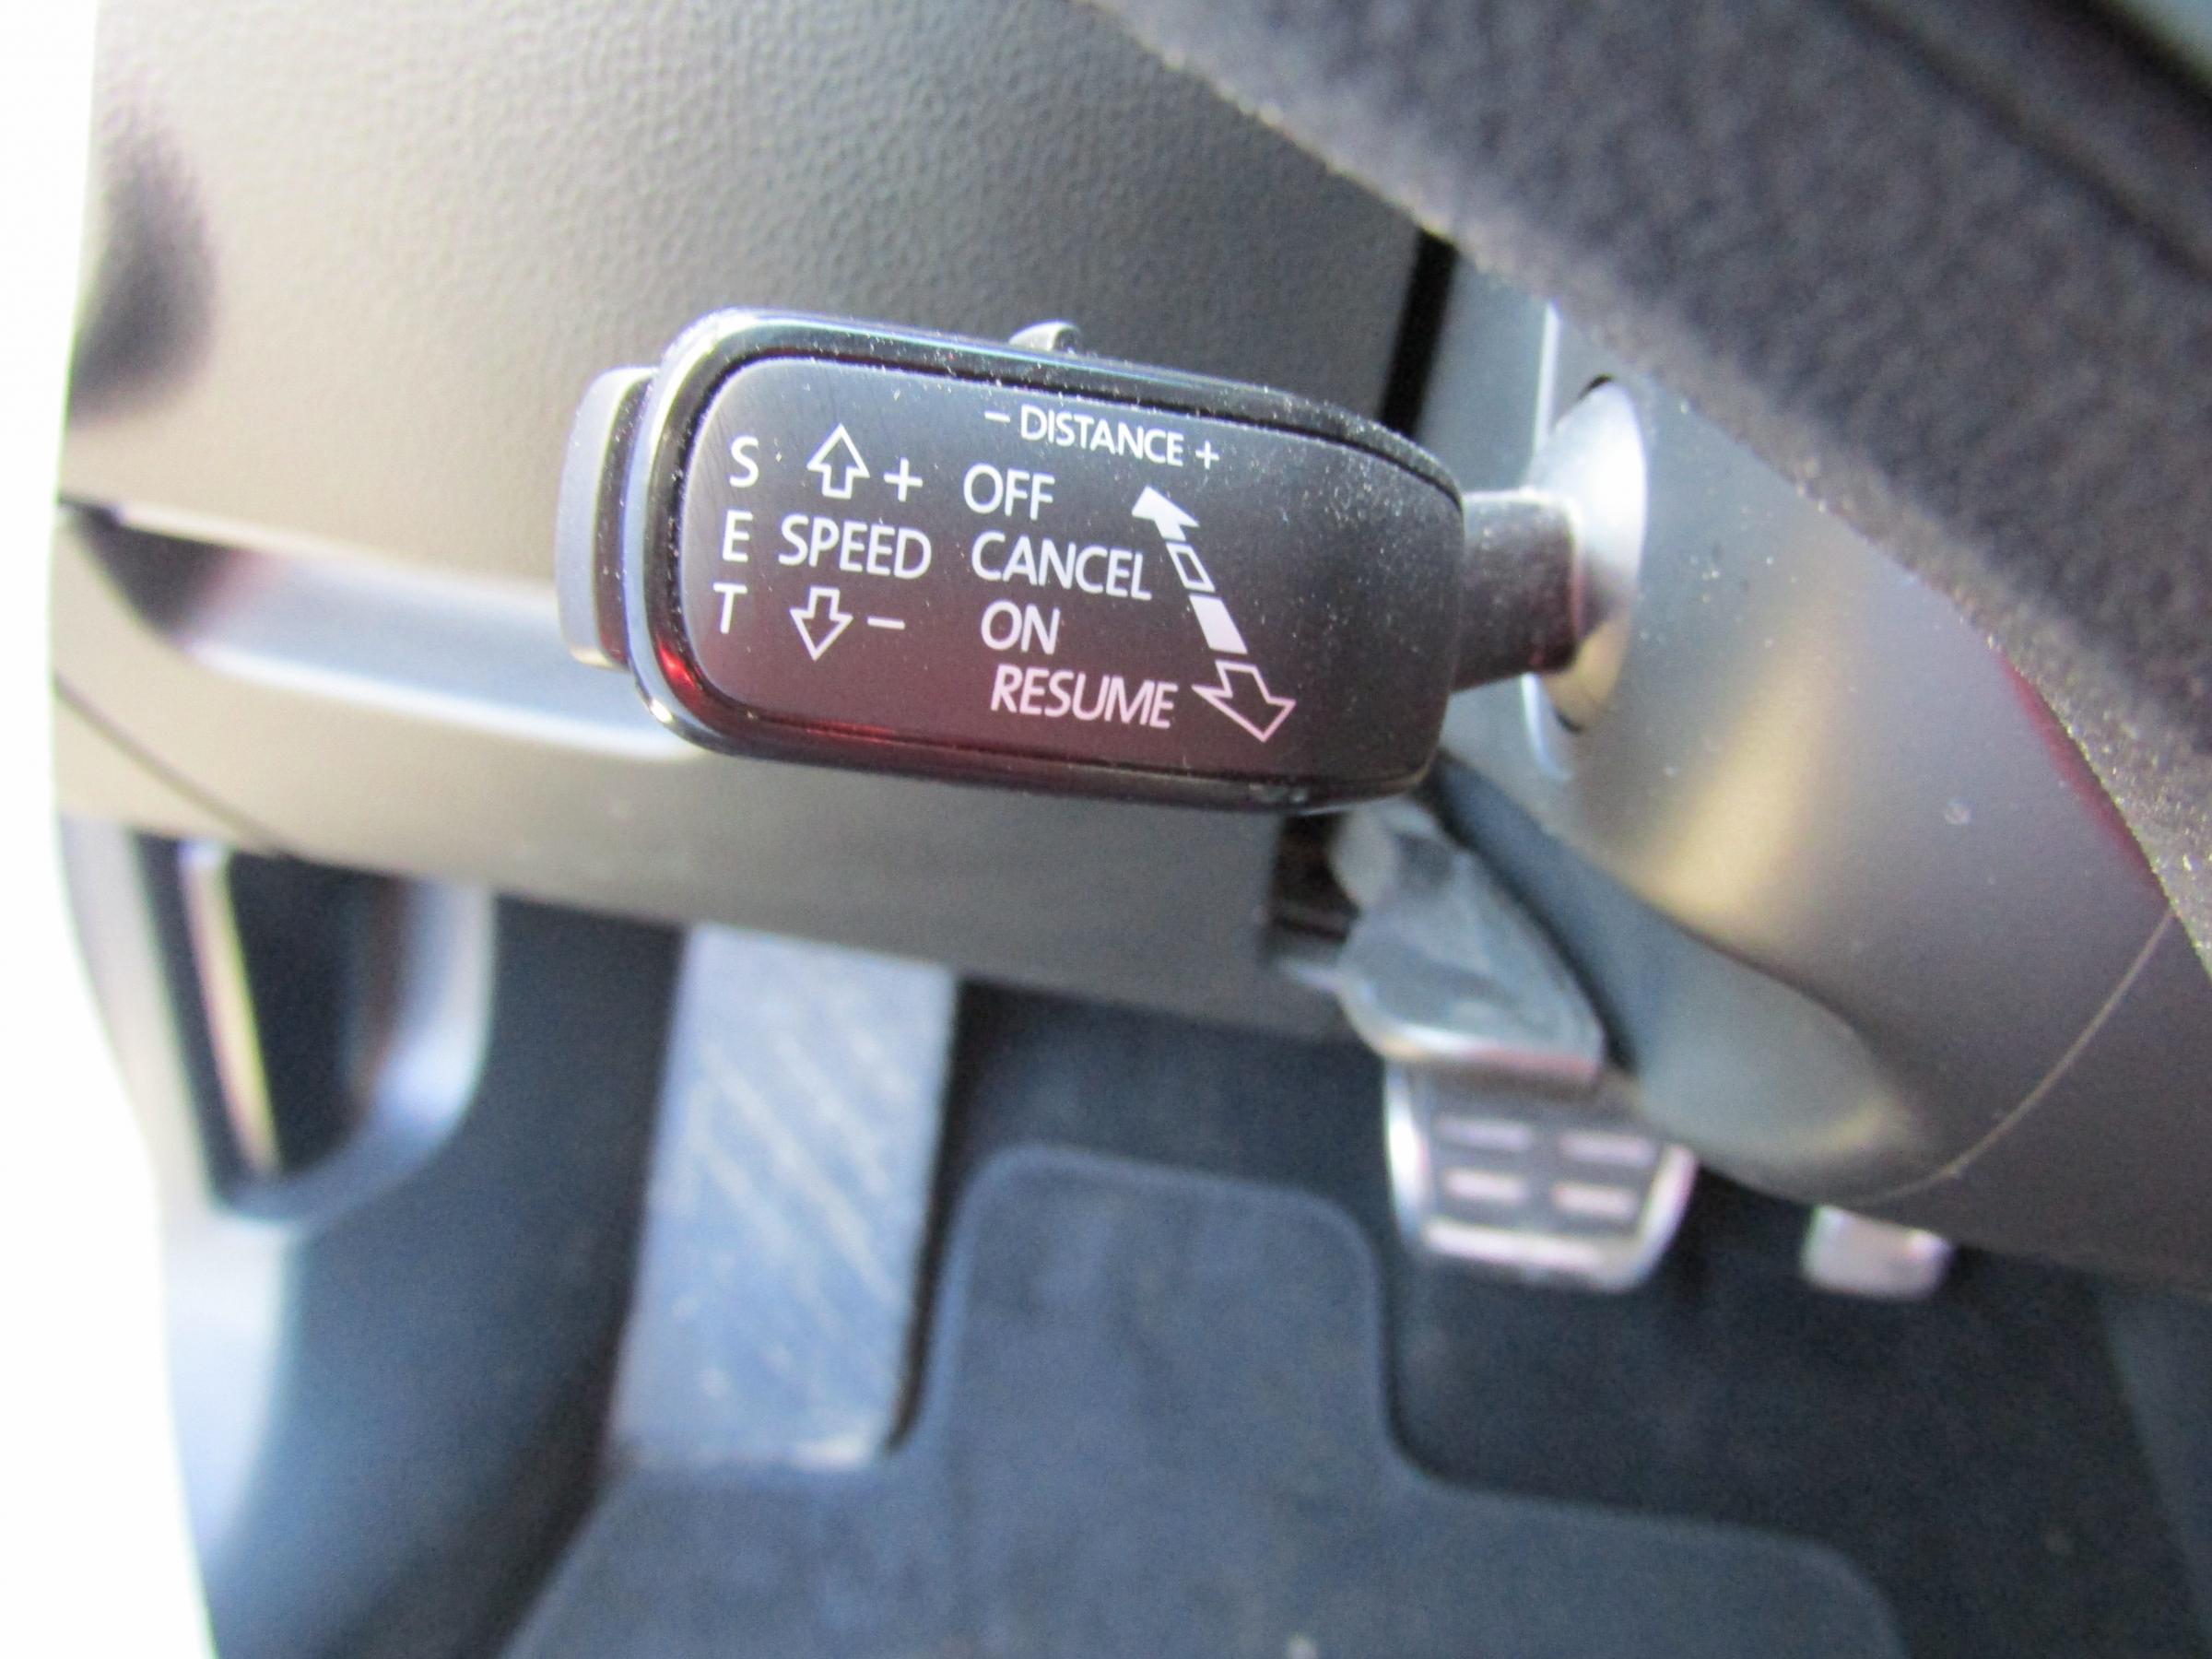 - DISTANCE +
S + OFF
E SPEED CANCEL
T - ON
RESUME